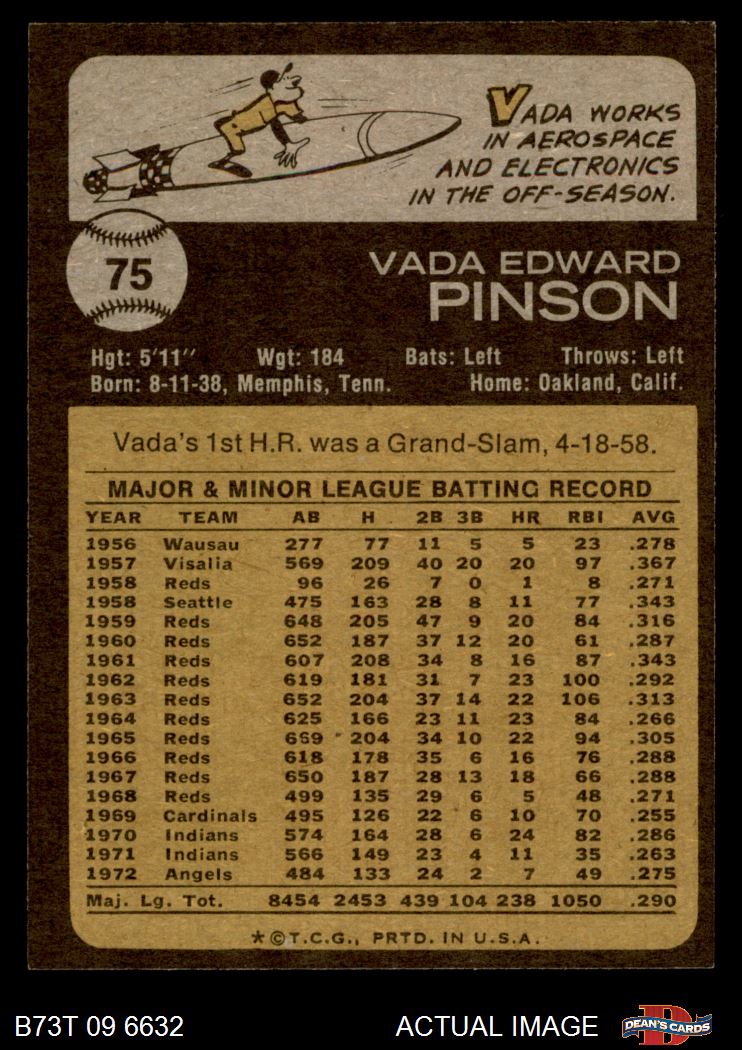 VADA WORKS
IN AEROSPACE
AND ELECTRONICS
IN THE OFF-SEASON.
75
VADA EDWARD
PINSON
Hgt: 5'11" Wgt: 184 Bats: Left Throws: Left
Born: 8-11-38, Memphis, Tenn. Home: Oakland, Calif.
Vada's 1st H.R. was a Grand-Slam, 4-18-58.
MAJOR & MINOR LEAGUE BATTING RECORD
YEAR TEAM AB H 2B 3B HR RBI AVG
1956 Wausau 277 77 11 5 5 23 .278
1957 Visalia 569 209 40 20 20 97 .367
1958 Reds 96 26 7 0 1 8 .271
1958 Seattle 475 163 28 8 11 77 .343
1959 Reds 648 205 47 9 20 84 .316
1960 Reds 652 187 37 12 20 61 .287
1961 Reds 607 208 34 8 16 87 .343
1962 Reds 619 181 31 7 23 100 .292
1963 Reds 652 204 37 14 22 106 .313
1964 Reds 625 166 23 11 23 84 .266
1965 Reds 669 204 34 10 22 94 .305
1966 Reds 618 178 35 6 16 76 .288
1967 Reds 650 187 28 13 18 66 .288
1968 Reds 499 135 29 6 5 48 .271
1969 Cardinals 495 126 22 6 10 70 .255
1970 Indians 574 164 28 6 24 82 .286
1971 Indians 566 149 23 4 11 35 .263
1972 Angels 484 133 24 2 7 49 .275
Maj. Lg. Tot. 8454 2453 439 104 238 1050 .290
*©T.C.G., PRTD. IN U.S.A.
B73T 09 6632 ACTUAL IMAGE D DEAN'S CARDS